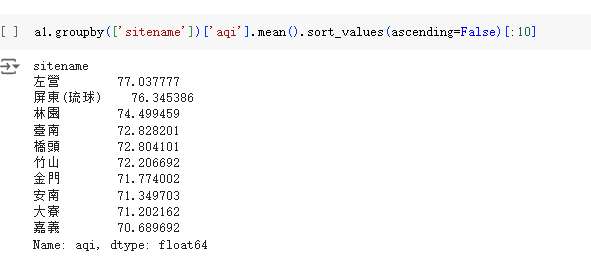 [ ] a1.groupby(['sitename'])['aqi'].mean().sort_values(ascending=False)[:10]
sitename
左營 77.037777
屏東(琉球) 76.345386
林園 74.499459
臺南 72.828201
橋頭 72.804101
竹山 72.206692
金門 71.774002
安南 71.349703
大寮 71.202162
嘉義 70.689692
Name: aqi, dtype: float64